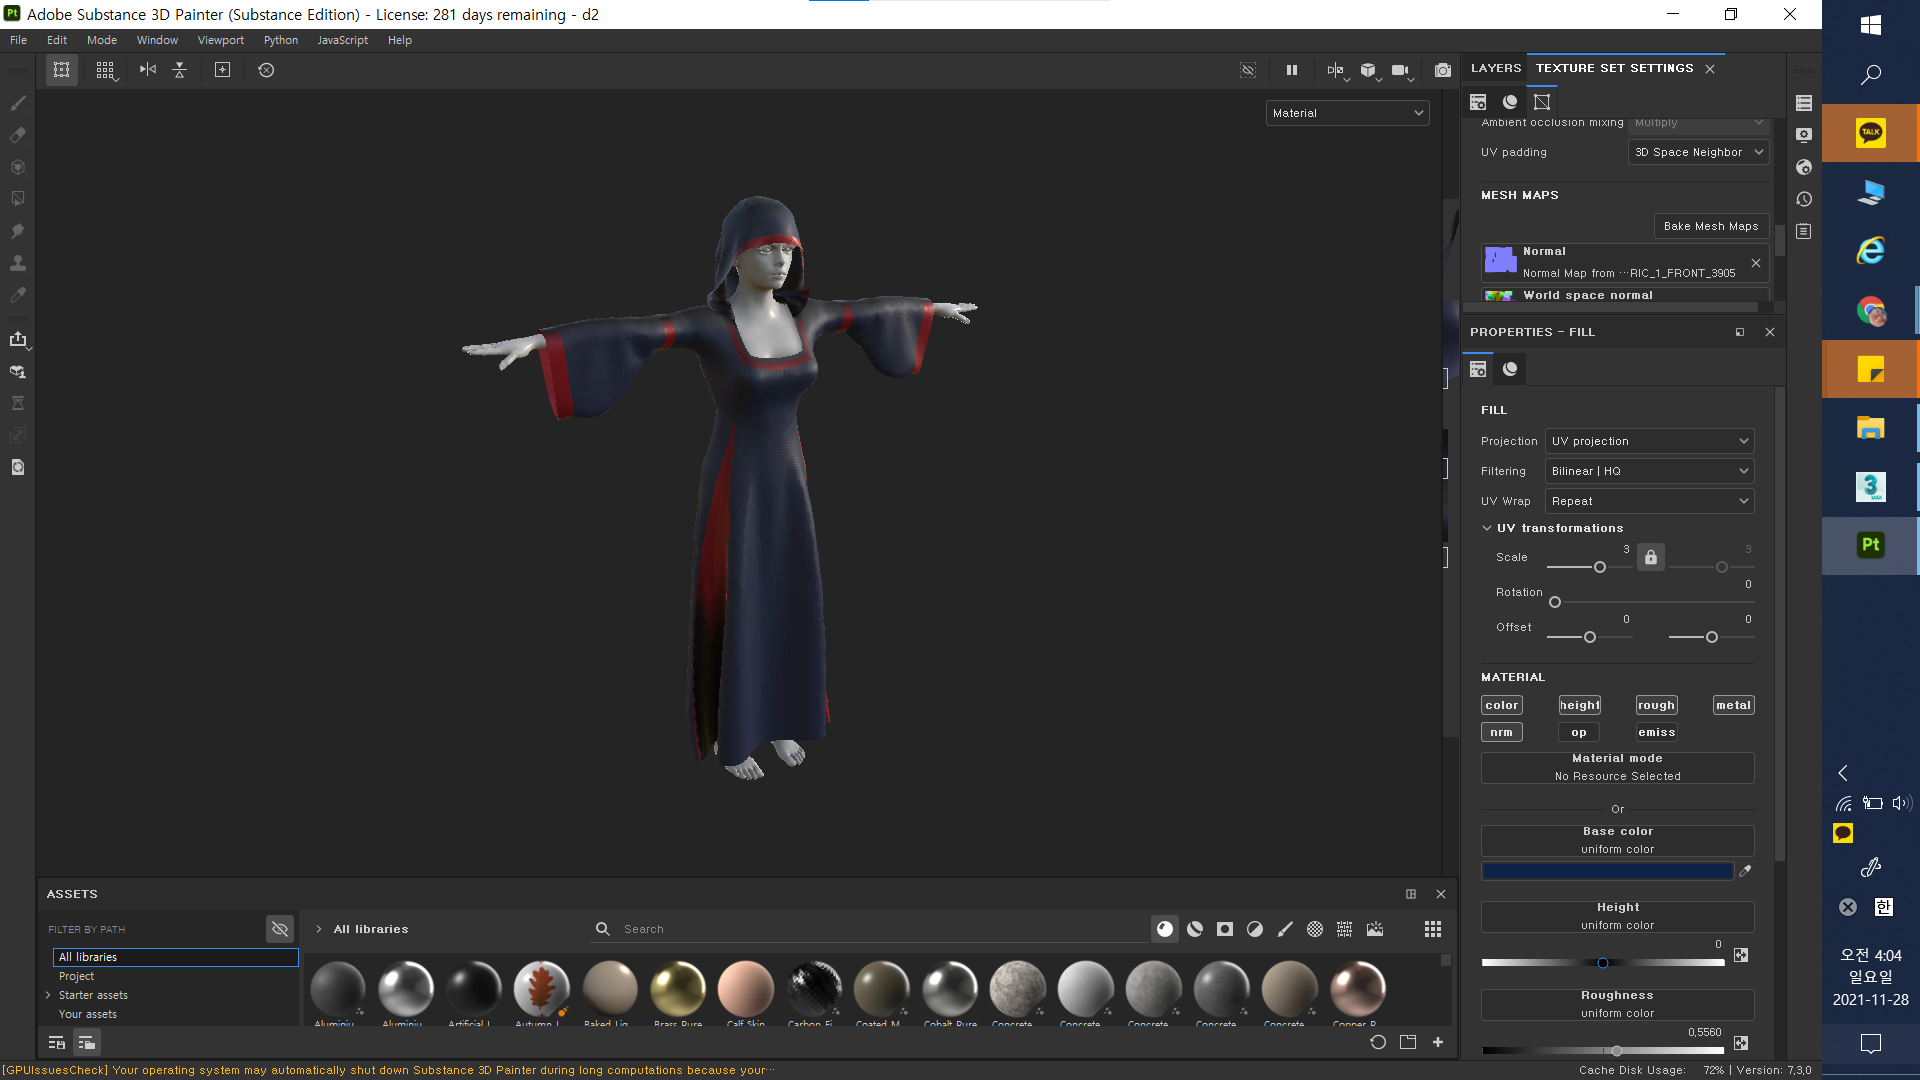 Pt Adobe Substance 3D Painter (Substance Edition) - License: 281 days remaining - d2
File Edit Mode Window Viewport Python JavaScript Help
Material
LAYERS TEXTURE SET SETTINGS
Ambient occlusion mixing Multiply
UV padding 3D Space Neighbor
MESH MAPS
Bake Mesh Maps
Normal
Normal Map from ···RIC_1_FRONT_3905
World space normal
PROPERTIES - FILL
FILL
Projection UV projection
Filtering Bilinear | HQ
UV Wrap Repeat
UV transformations
Scale 3 3
Rotation 0
Offset 0 0
MATERIAL
color height rough metal
nrm op emiss
Material mode
No Resource Selected
Or
Base color
uniform color
Height
uniform color
0
Roughness
uniform color
0,5560
ASSETS
FILTER BY PATH
All libraries
Project
Starter assets
Your assets
All libraries
Search
Aluminiu... Aluminiu... Artificial L... Autumn L... Baked Lig... Brass Pure Calf Skin Carbon Fi... Coated M... Cobalt Pure Concrete... Concrete... Concrete... Concrete... Concrete... Copper P...
[GPUIssuesCheck] Your operating system may automatically shut down Substance 3D Painter during long computations because your···
Cache Disk Usage: 72% | Version: 7,3,0
TALK
3
MAX
Pt
한
오전 4:04
일요일
2021-11-28